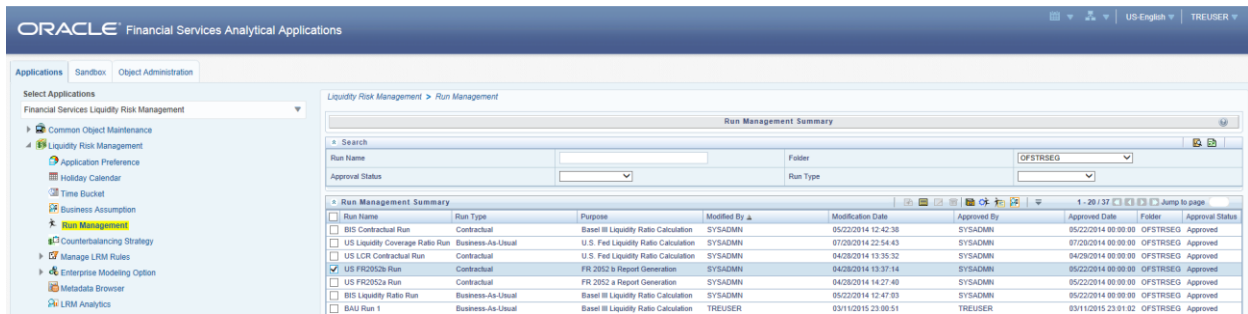 ORACLE Financial Services Analytical Applications US-English TREUSER
Applications Sandbox Object Administration
Select Applications
Financial Services Liquidity Risk Management
Common Object Maintenance
Liquidity Risk Management
Application Preference
Holiday Calendar
Time Bucket
Business Assumption
Run Management
Counterbalancing Strategy
Manage LRM Rules
Enterprise Modeling Option
Metadata Browser
LRM Analytics
Liquidity Risk Management > Run Management
Run Management Summary
Search
Run Name Folder OFSTRSEG
Approval Status Run Type
Run Management Summary 1 - 20 / 37 Jump to page
Run Name Run Type Purpose Modified By Modification Date Approved By Approved Date Folder Approval Status
BIS Contractual Run Contractual Basel III Liquidity Ratio Calculation SYSADMN 05/22/2014 12:42:38 SYSADMN 05/22/2014 00:00:00 OFSTRSEG Approved
US Liquidity Coverage Ratio Run Business-As-Usual U.S. Fed Liquidity Ratio Calculation SYSADMN 07/20/2014 22:54:43 SYSADMN 07/20/2014 00:00:00 OFSTRSEG Approved
US LCR Contractual Run Contractual U.S. Fed Liquidity Ratio Calculation SYSADMN 04/28/2014 13:35:32 SYSADMN 04/29/2014 00:00:00 OFSTRSEG Approved
US FR2052b Run Contractual FR 2052 b Report Generation SYSADMN 04/28/2014 13:37:14 SYSADMN 05/22/2014 00:00:00 OFSTRSEG Approved
US FR2052a Run Contractual FR 2052 a Report Generation SYSADMN 04/28/2014 14:27:40 SYSADMN 05/22/2014 00:00:00 OFSTRSEG Approved
BIS Liquidity Ratio Run Business-As-Usual Basel III Liquidity Ratio Calculation SYSADMN 05/22/2014 12:47:03 SYSADMN 05/22/2014 00:00:00 OFSTRSEG Approved
BAU Run 1 Business-As-Usual Basel III Liquidity Ratio Calculation TREUSER 03/11/2015 23:00:51 TREUSER 03/11/2015 23:01:02 OFSTRSEG Approved